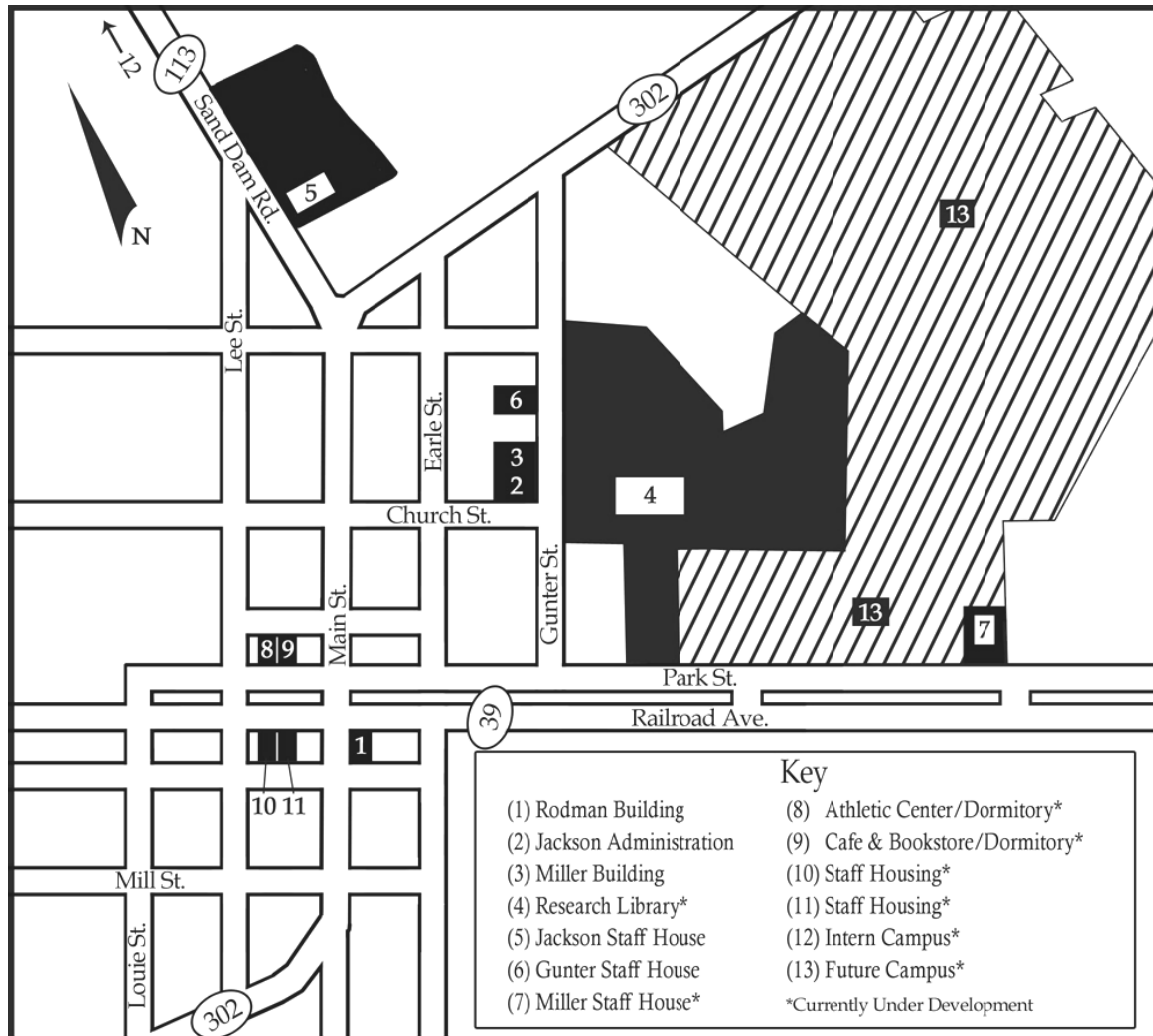 12
113
302
Sand Dam Rd.
5
13
N
Lee St.
6
Earle St.
3
2
4
Church St.
Gunter St.
Main St.
13
7
8 9
Park St.
39
Railroad Ave.
1
10 11
Mill St.
Louie St.
302
Key
(1) Rodman Building
(2) Jackson Administration
(3) Miller Building
(4) Research Library*
(5) Jackson Staff House
(6) Gunter Staff House
(7) Miller Staff House*
(8) Athletic Center/Dormitory*
(9) Cafe & Bookstore/Dormitory*
(10) Staff Housing*
(11) Staff Housing*
(12) Intern Campus*
(13) Future Campus*
*Currently Under Development